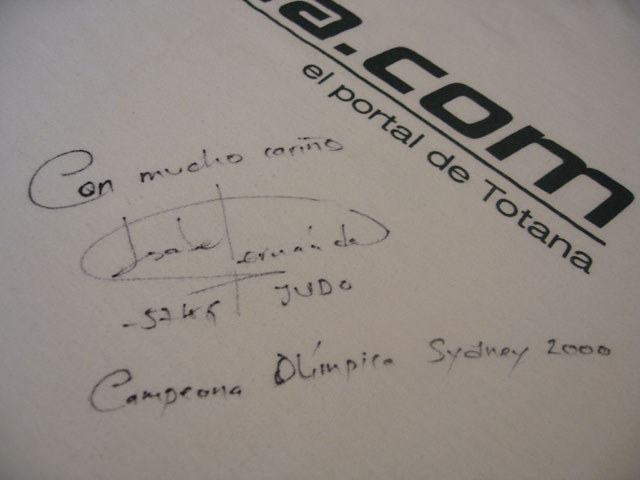 a.com
el portal de Totana
Con mucho cariño
Isabel Fernández
-57 KG JUDO
Campeona Olímpica Sydney 2000